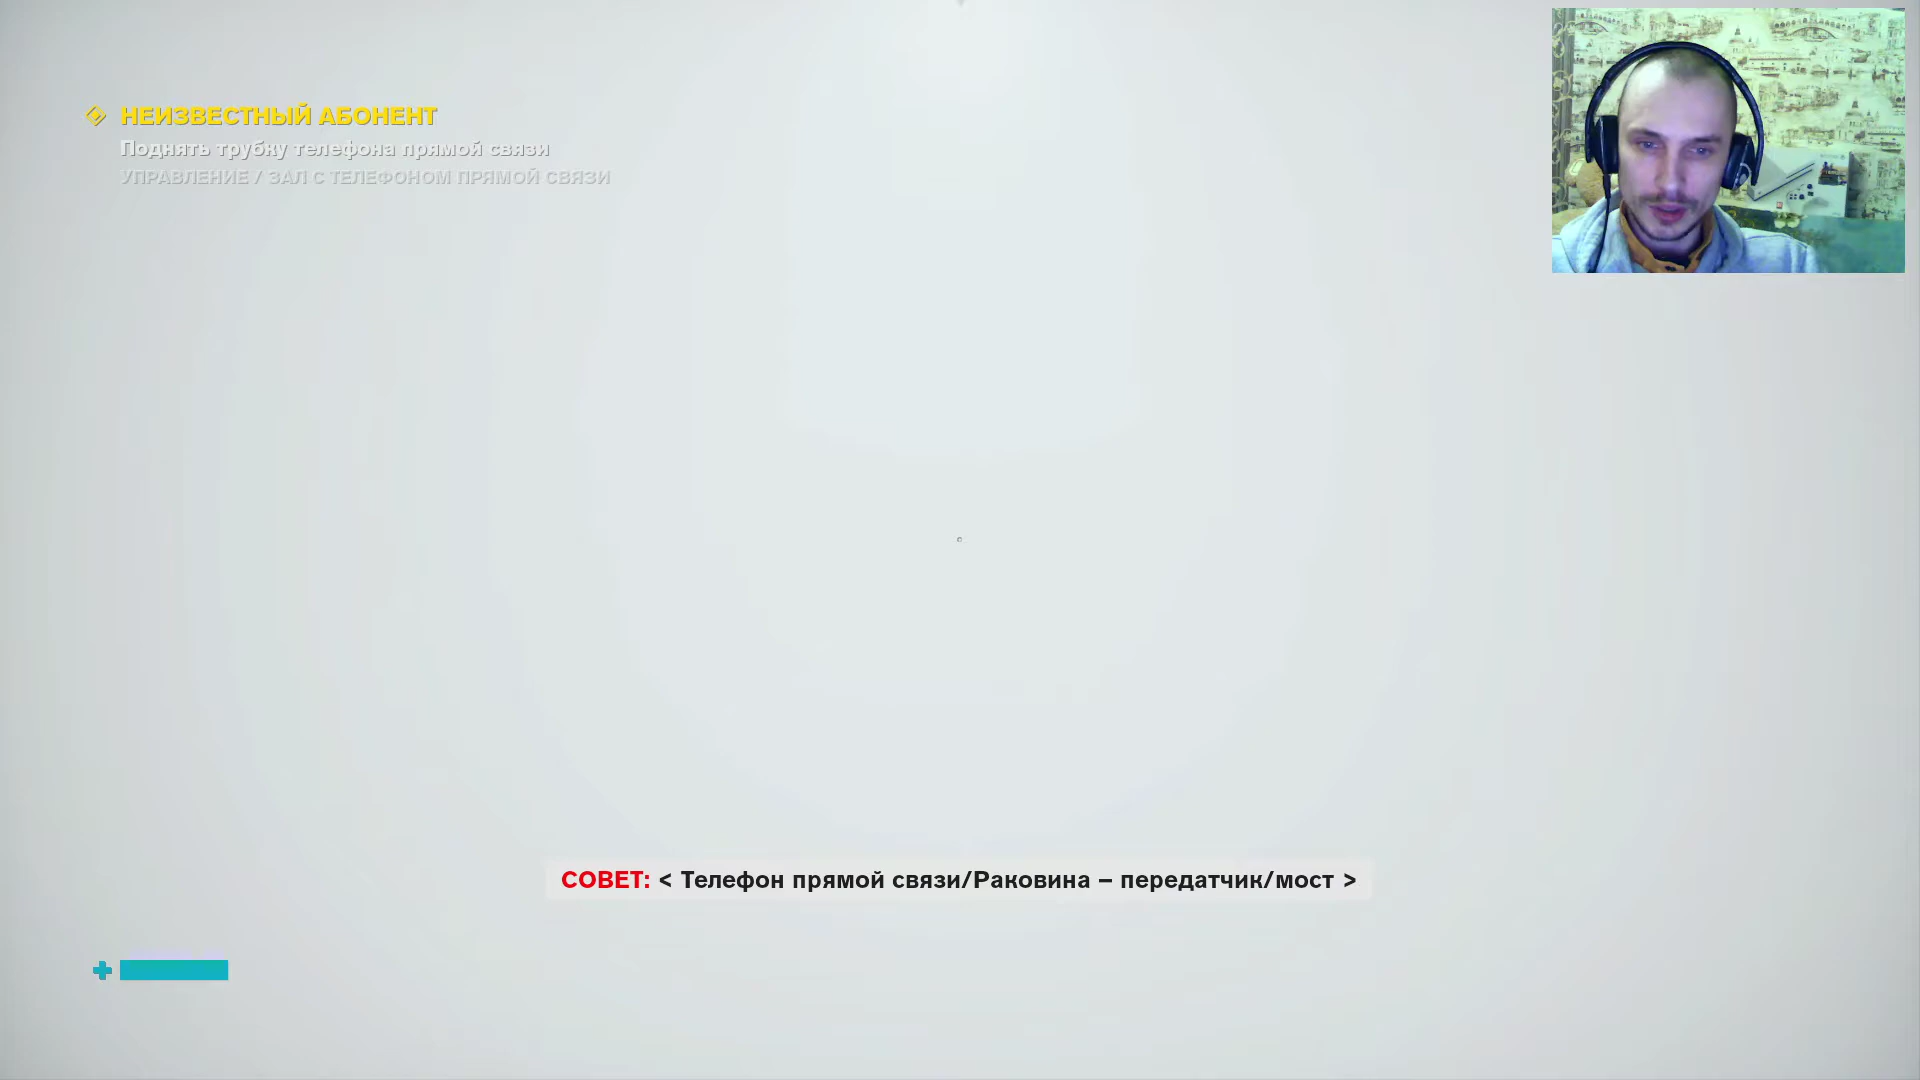 НЕИЗВЕСТНЫЙ АБОНЕНТ
Поднять трубку телефона прямой связи
УПРАВЛЕНИЕ / ЗАЛ С ТЕЛЕФОНОМ ПРЯМОЙ СВЯЗИ
СОВЕТ: < Телефон прямой связи/Раковина – передатчик/мост >